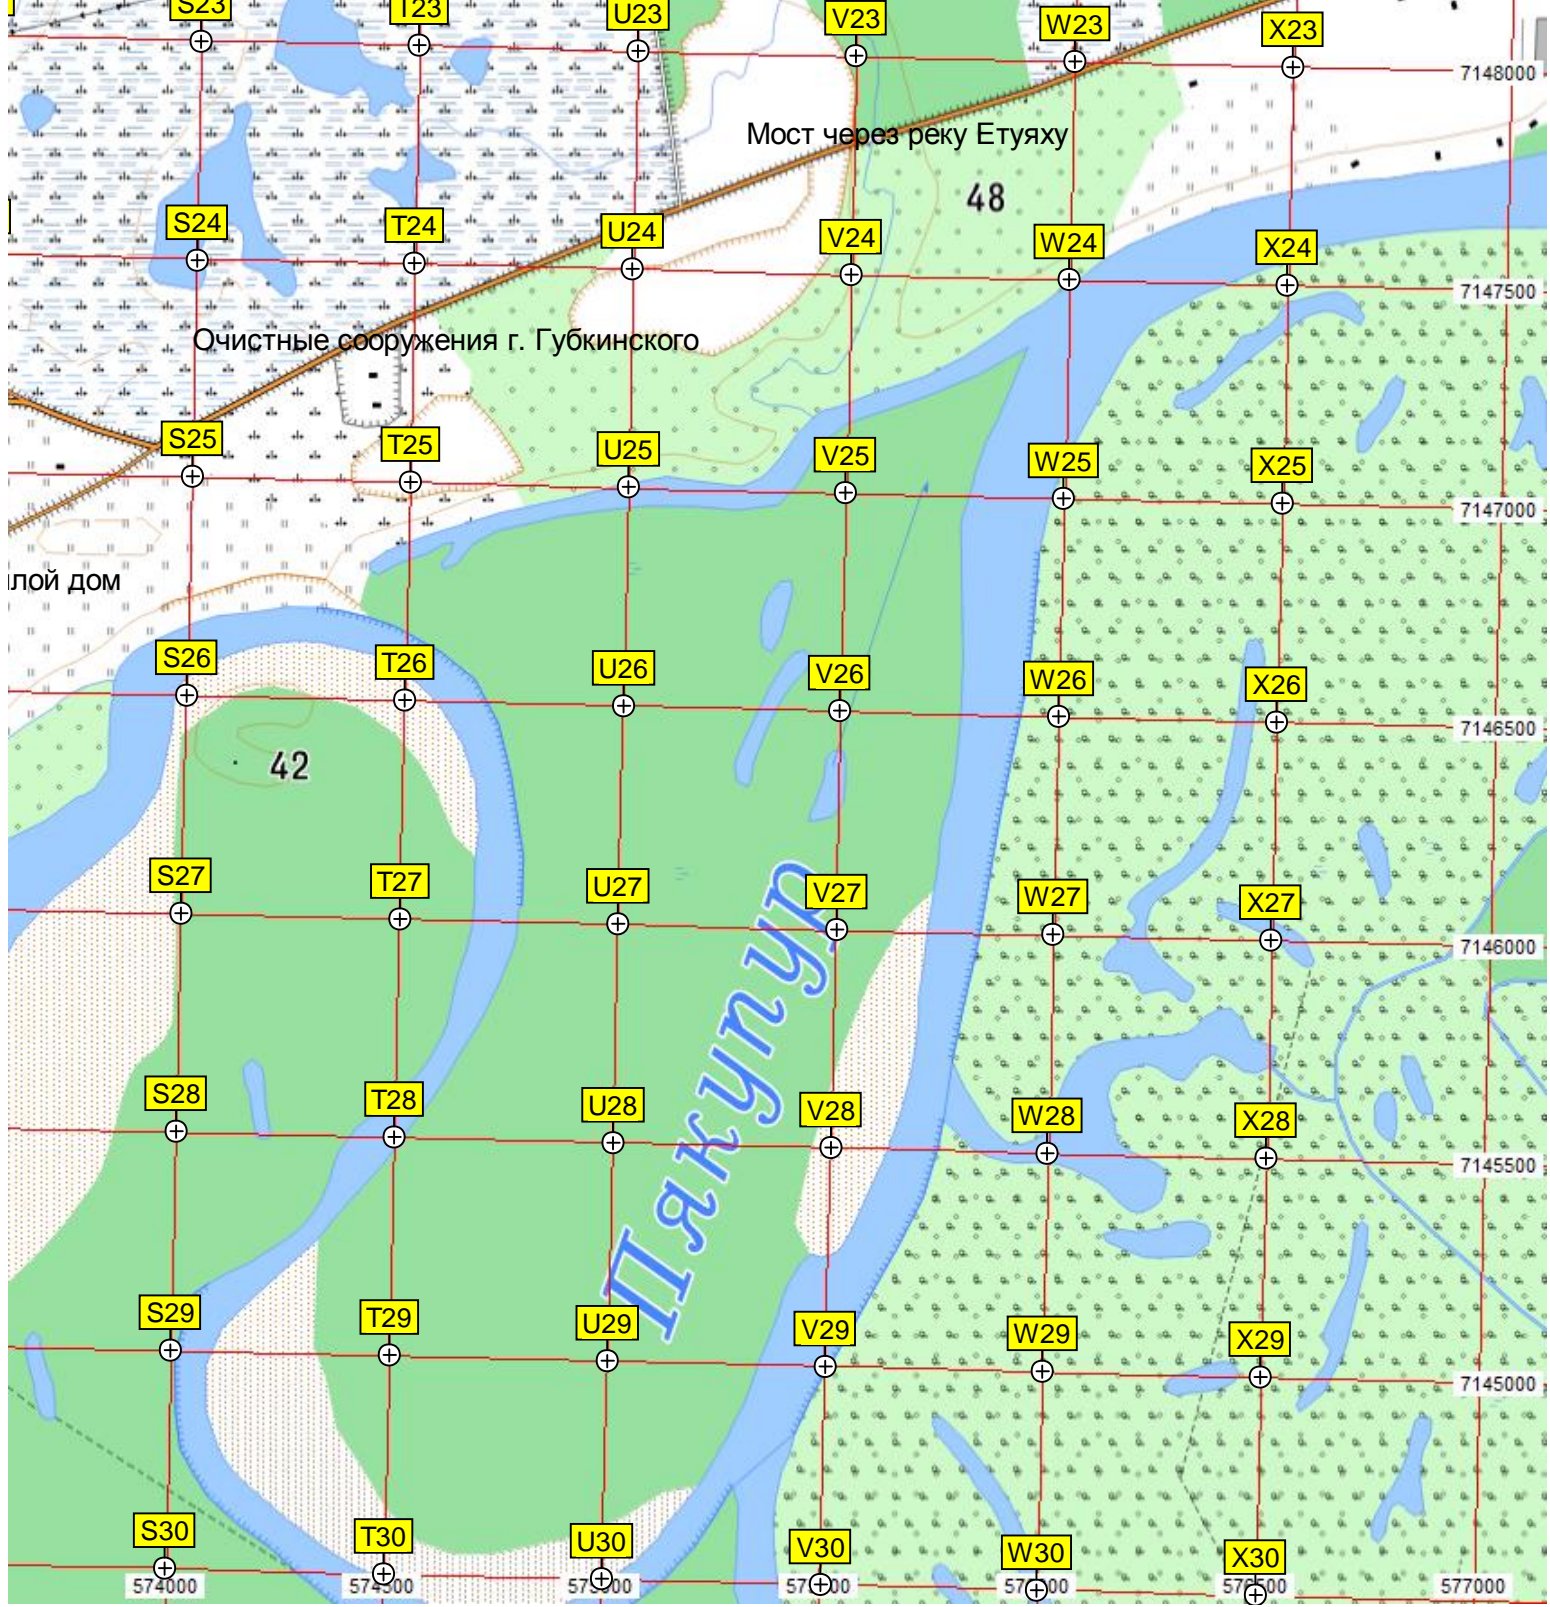 S23 T23 U23 V23 W23 X23
7148000
Мост через реку Етуяху
48
S24 T24 U24 V24 W24 X24
7147500
Очистные сооружения г. Губкинского
S25 T25 U25 V25 W25 X25
7147000
лой дом
S26 T26 U26 V26 W26 X26
7146500
42
S27 T27 U27 V27 W27 X27
7146000
Пякупур
S28 T28 U28 V28 W28 X28
7145500
S29 T29 U29 V29 W29 X29
7145000
S30 T30 U30 V30 W30 X30
574000 574500 575000 577000